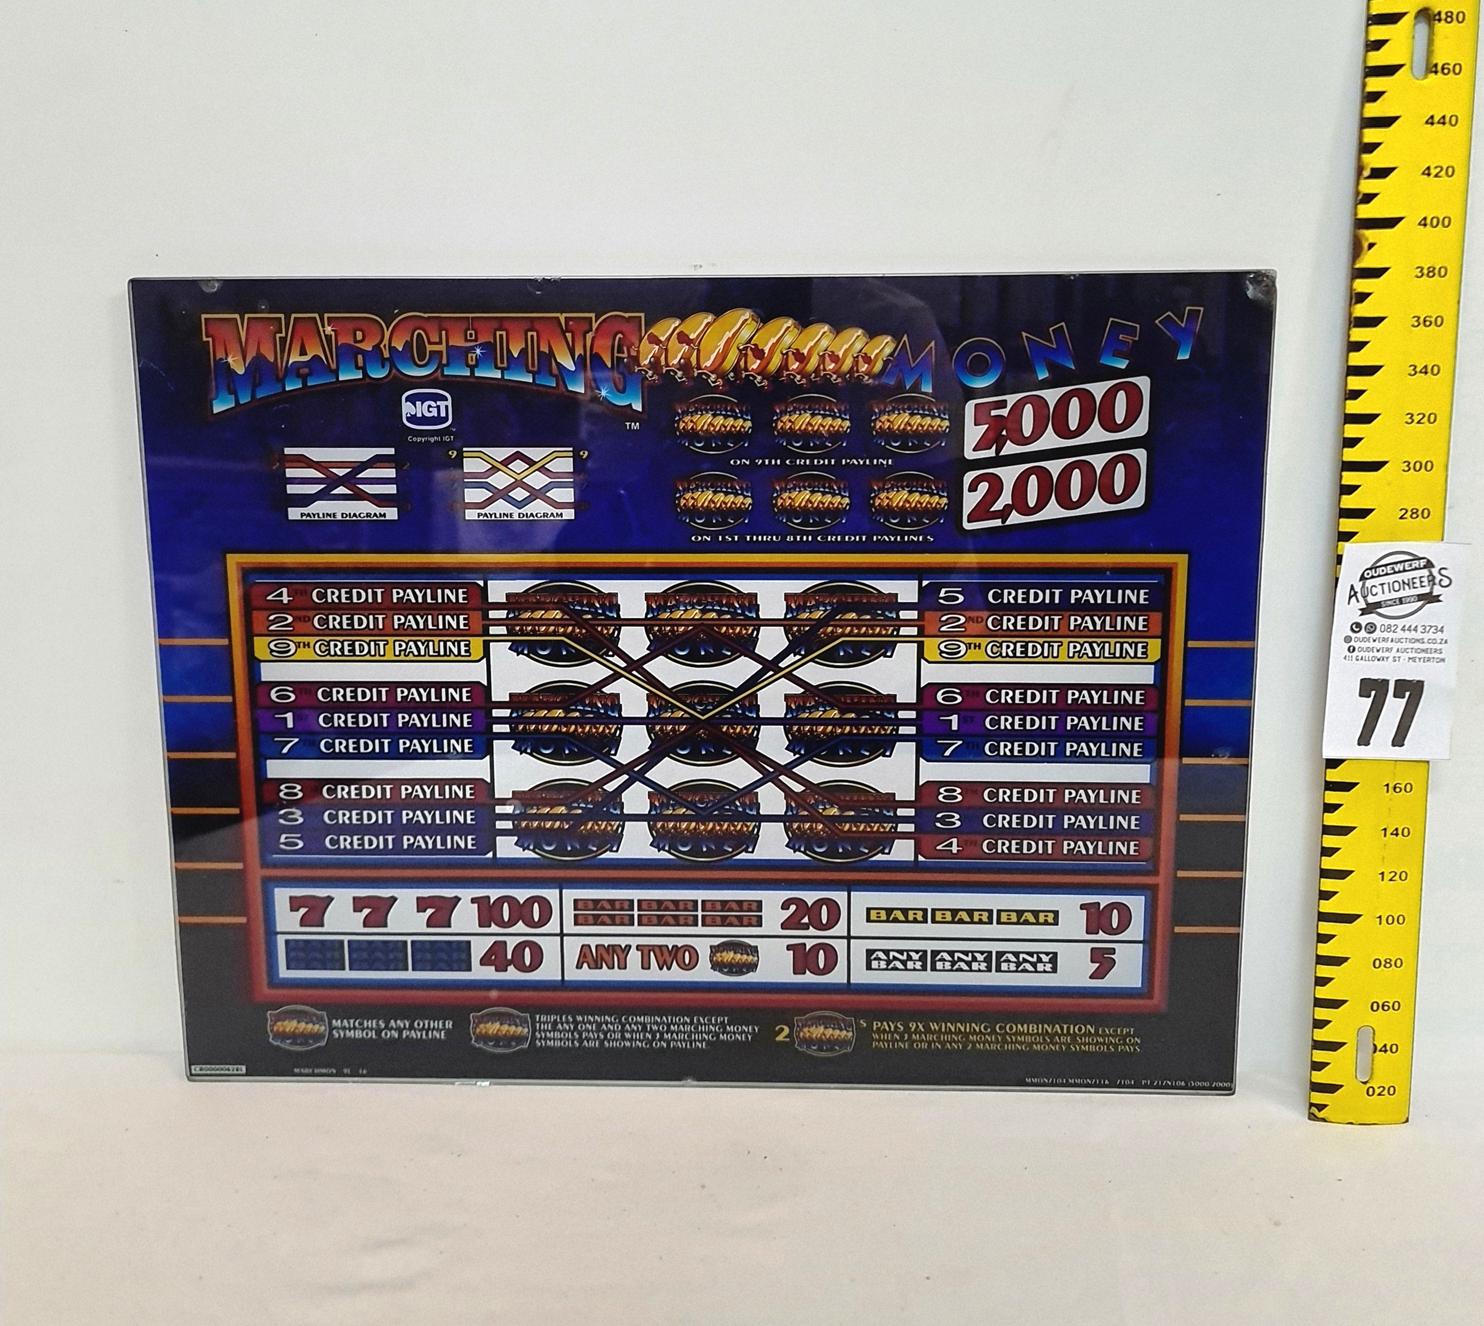 MARCHING MONEY
TM
IGT
Copyright IGT
5,000
ON 9TH CREDIT PAYLINE
2,000
ON 1ST THRU 8TH CREDIT PAYLINES
9 9
PAYLINE DIAGRAM
PAYLINE DIAGRAM
4TH CREDIT PAYLINE
2ND CREDIT PAYLINE
9TH CREDIT PAYLINE
6TH CREDIT PAYLINE
1ST CREDIT PAYLINE
7 CREDIT PAYLINE
8 CREDIT PAYLINE
3 CREDIT PAYLINE
5 CREDIT PAYLINE
5 CREDIT PAYLINE
2ND CREDIT PAYLINE
9TH CREDIT PAYLINE
6TH CREDIT PAYLINE
1ST CREDIT PAYLINE
7TH CREDIT PAYLINE
8 CREDIT PAYLINE
3 CREDIT PAYLINE
4TH CREDIT PAYLINE
7 7 7 100
BAR BAR BAR
BAR BAR BAR
20
BAR BAR BAR 10
40
ANY TWO 10
ANY BAR ANY BAR ANY BAR 5
MATCHES ANY OTHER
SYMBOL ON PAYLINE
TRIPLES WINNING COMBINATION EXCEPT
THE ANY ONE AND ANY TWO MARCHING MONEY
SYMBOLS PAYS OR WHEN 3 MARCHING MONEY
SYMBOLS ARE SHOWING ON PAYLINE.
2 'S PAYS 9X WINNING COMBINATION EXCEPT
WHEN 3 MARCHING MONEY SYMBOLS ARE SHOWING ON
PAYLINE OR IN ANY 2 MARCHING MONEY SYMBOLS PAYS.
480
460
440
420
400
380
360
340
320
300
280
OUDEWERF
AUCTIONEERS
SINCE 1990
082 444 3734
OUDEWERFAUCTIONS.CO.ZA
OUDEWERF AUCTIONEERS
411 GALLOWAY ST - MEYERTON
77
160
140
120
100
080
060
040
020